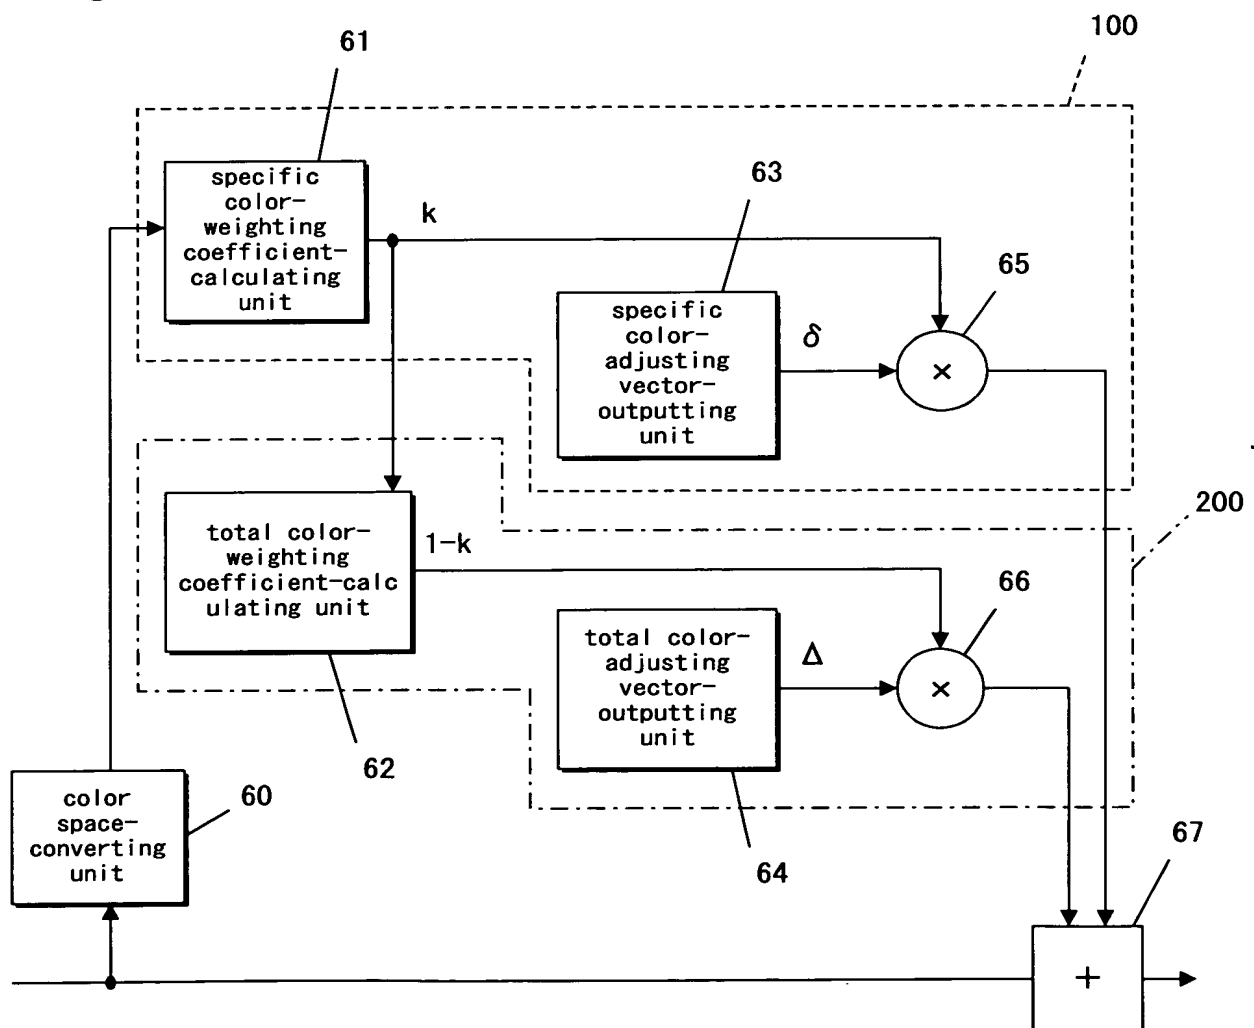 100
61
specific
color-
weighting
coefficient-
calculating
unit
k
63
specific
color-
adjusting
vector-
outputting
unit
δ
65
×
200
total color-
weighting
coefficient-calc
ulating unit
1-k
62
total color-
adjusting
vector-
outputting
unit
Δ
66
×
64
color
space-
converting
unit
60
67
+